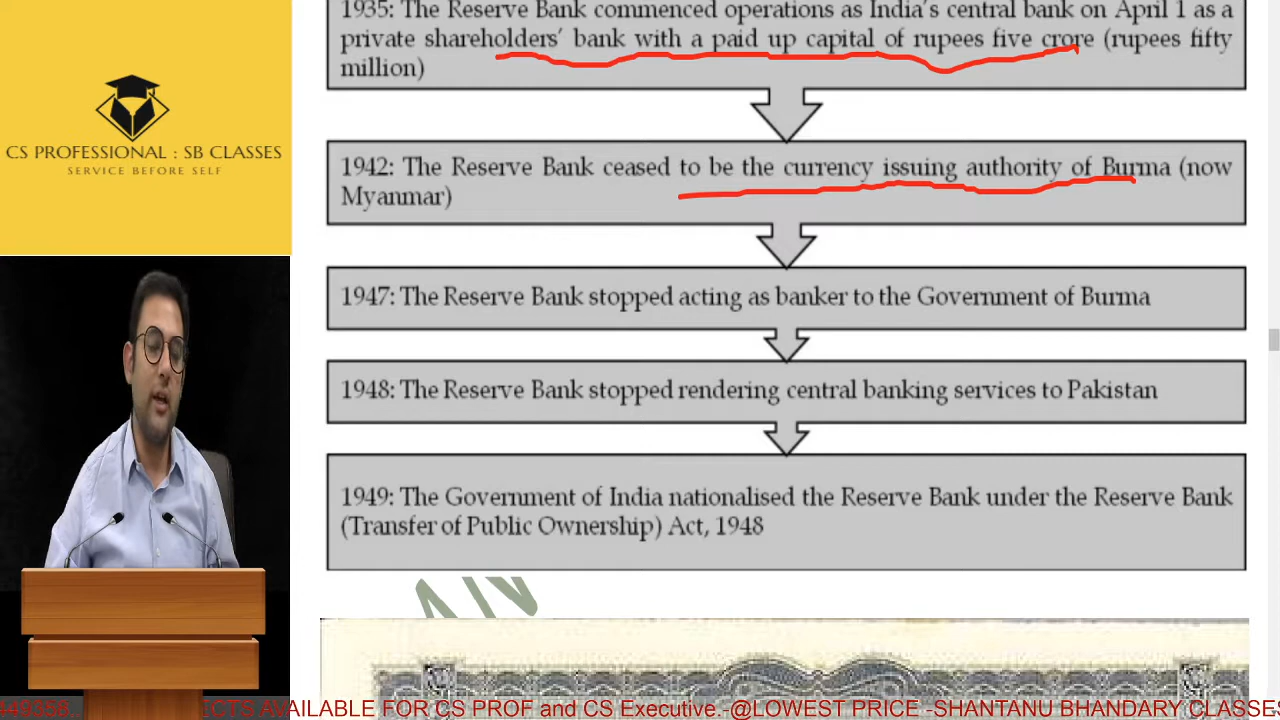 1935: The Reserve Bank commenced operations as India's central bank on April 1 as a
private shareholders' bank with a paid up capital of rupees five crore (rupees fifty
million)
CS PROFESSIONAL : SB CLASSES
SERVICE BEFORE SELF
1942: The Reserve Bank ceased to be the currency issuing authority of Burma (now
Myanmar)
1947: The Reserve Bank stopped acting as banker to the Government of Burma
1948: The Reserve Bank stopped rendering central banking services to Pakistan
1949: The Government of India nationalised the Reserve Bank under the Reserve Bank
(Transfer of Public Ownership) Act, 1948
449358.. ECTS AVAILABLE FOR CS PROF and CS Executive.-@LOWEST PRICE -SHANTANU BHANDARY CLASSES